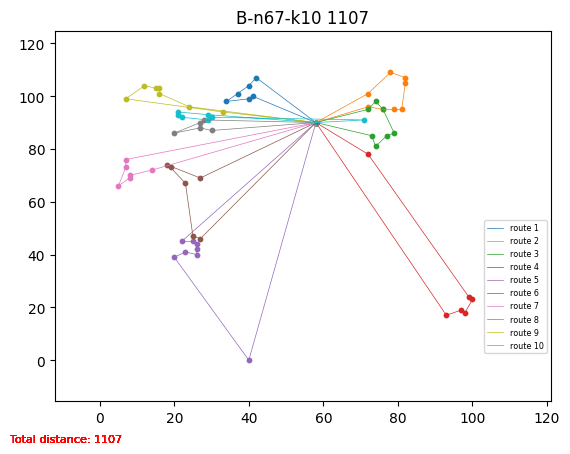 B-n67-k10 1107
120
100
80
60
40
20
0
route 1
route 2
route 3
route 4
route 5
route 6
route 7
route 8
route 9
route 10
0 20 40 60 80 100 120
Total distance: 1107